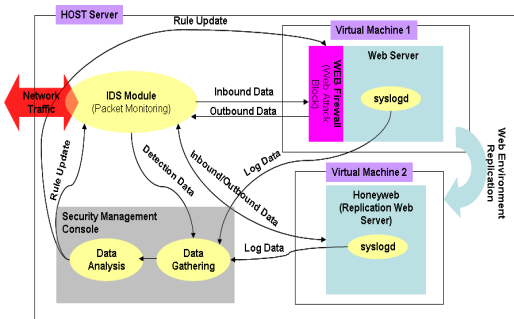 HOST Server
Rule Update
Virtual Machine 1
Web Server
WEB Firewall
(Web Attack
Block)
syslogd
Network
Traffic
IDS Module
(Packet Monitoring)
Inbound Data
Outbound Data
Rule Update
Detection Data
Inbound/Outbound Data
Log Data
Web Environment
Replication
Virtual Machine 2
Honeyweb
(Replication Web
Server)
syslogd
Log Data
Security Management
Console
Data
Analysis
Data
Gathering